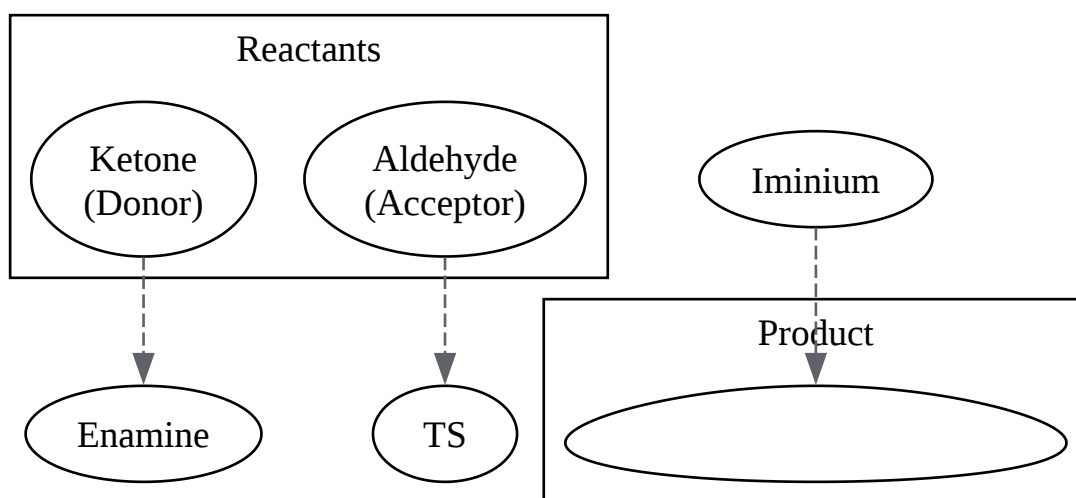 Reactants
Ketone
(Donor)
Aldehyde
(Acceptor)
Iminium
Product
Enamine
TS